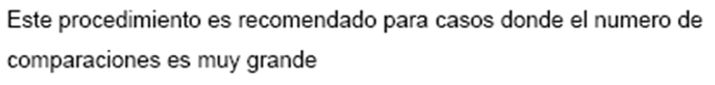 Este procedimiento es recomendado para casos donde el numero de
comparaciones es muy grande